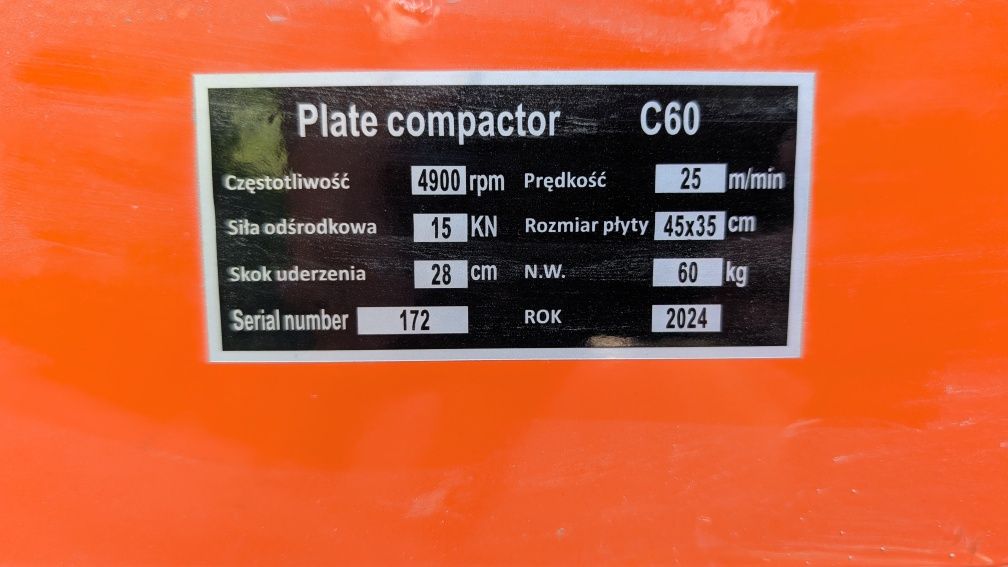 Plate compactor C60
Częstotliwość 4900 rpm Prędkość 25 m/min
Siła odśrodkowa 15 KN Rozmiar płyty 45x35 cm
Skok uderzenia 28 cm N.W. 60 kg
Serial number 172 ROK 2024